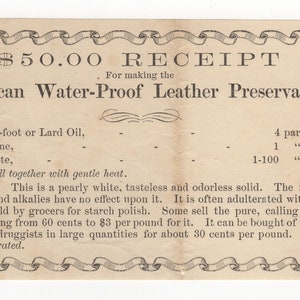 $50.00 RECEIPT
For making the
can Water-Proof Leather Preserva
-foot or Lard Oil, - - - 4 par
ne, - - - - 1 "
te, - - - - 1-100 "
ll together with gentle heat.
This is a pearly white, tasteless and odorless solid. The
nd alkalies have no effect upon it. It is often adulterated with
ld by grocers for starch polish. Some sell the pure, calling
ng from 60 cents to $3 per pound for it. It can be bought of
druggists in large quantities for about 30 cents per pound.
rated.